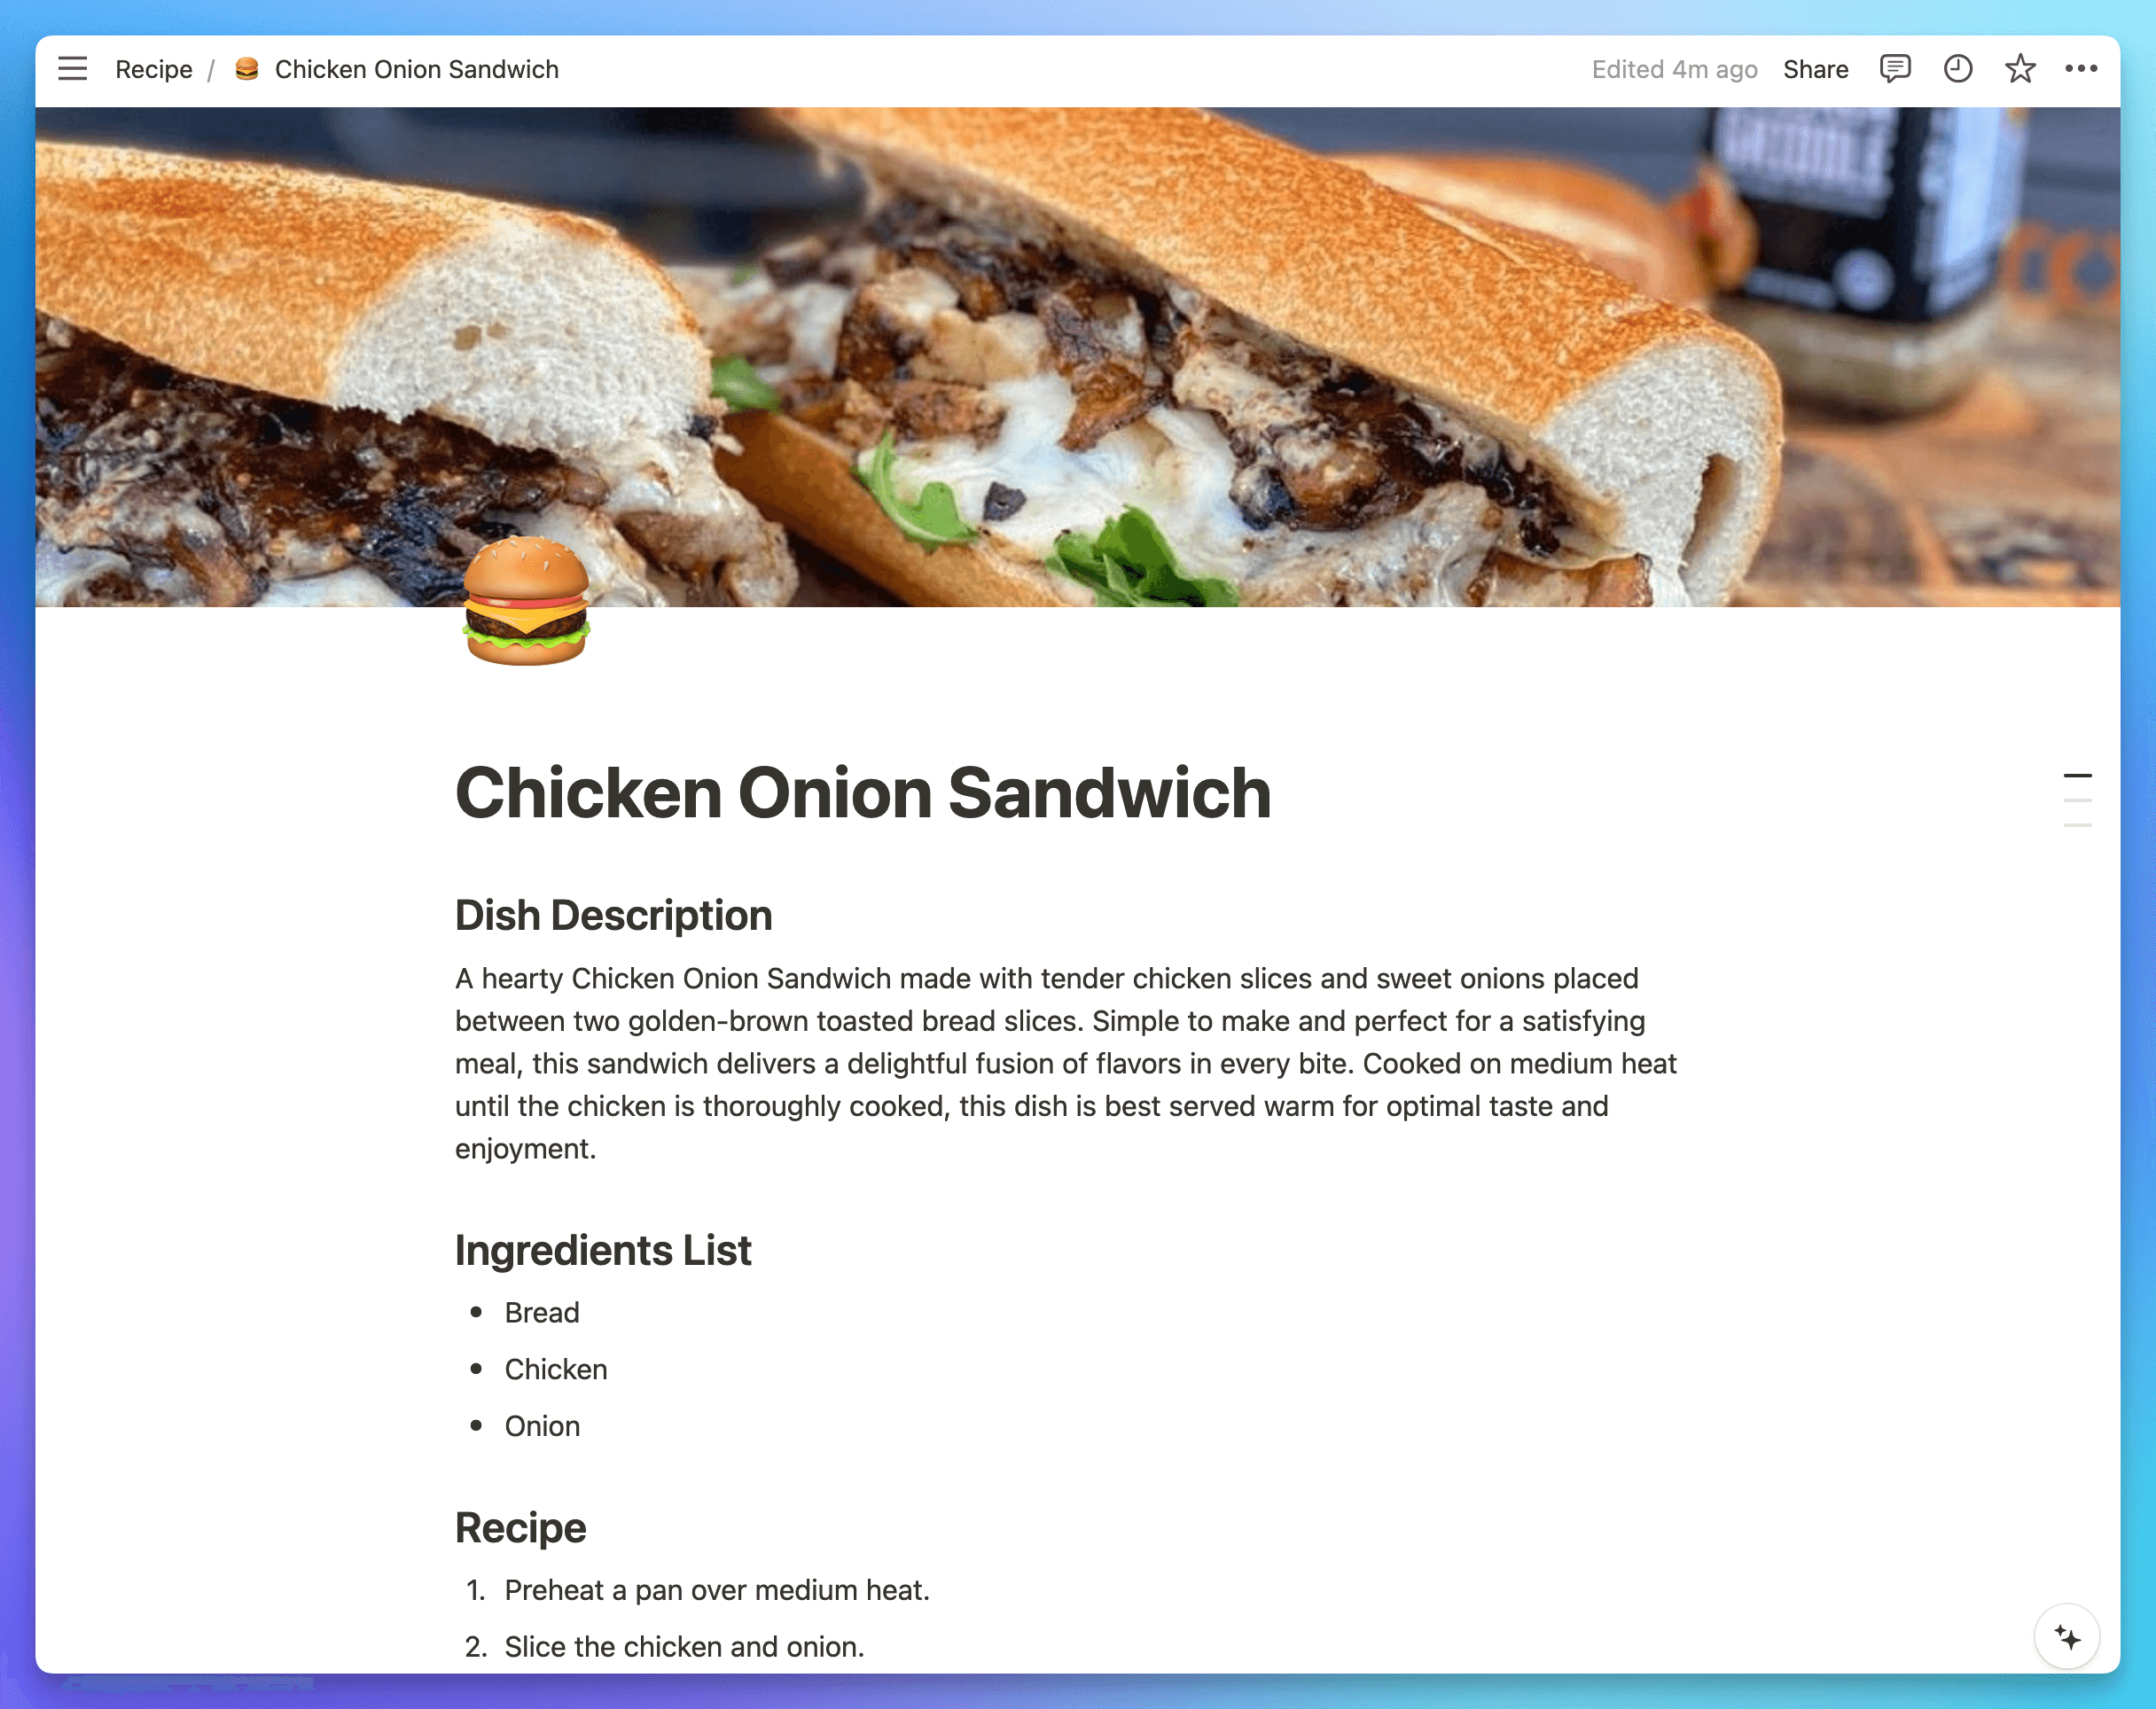 Recipe / Chicken Onion Sandwich
Edited 4m ago Share
GRIDDLE
Chicken Onion Sandwich
Dish Description
A hearty Chicken Onion Sandwich made with tender chicken slices and sweet onions placed
between two golden-brown toasted bread slices. Simple to make and perfect for a satisfying
meal, this sandwich delivers a delightful fusion of flavors in every bite. Cooked on medium heat
until the chicken is thoroughly cooked, this dish is best served warm for optimal taste and
enjoyment.
Ingredients List
• Bread
• Chicken
• Onion
Recipe
1. Preheat a pan over medium heat.
2. Slice the chicken and onion.